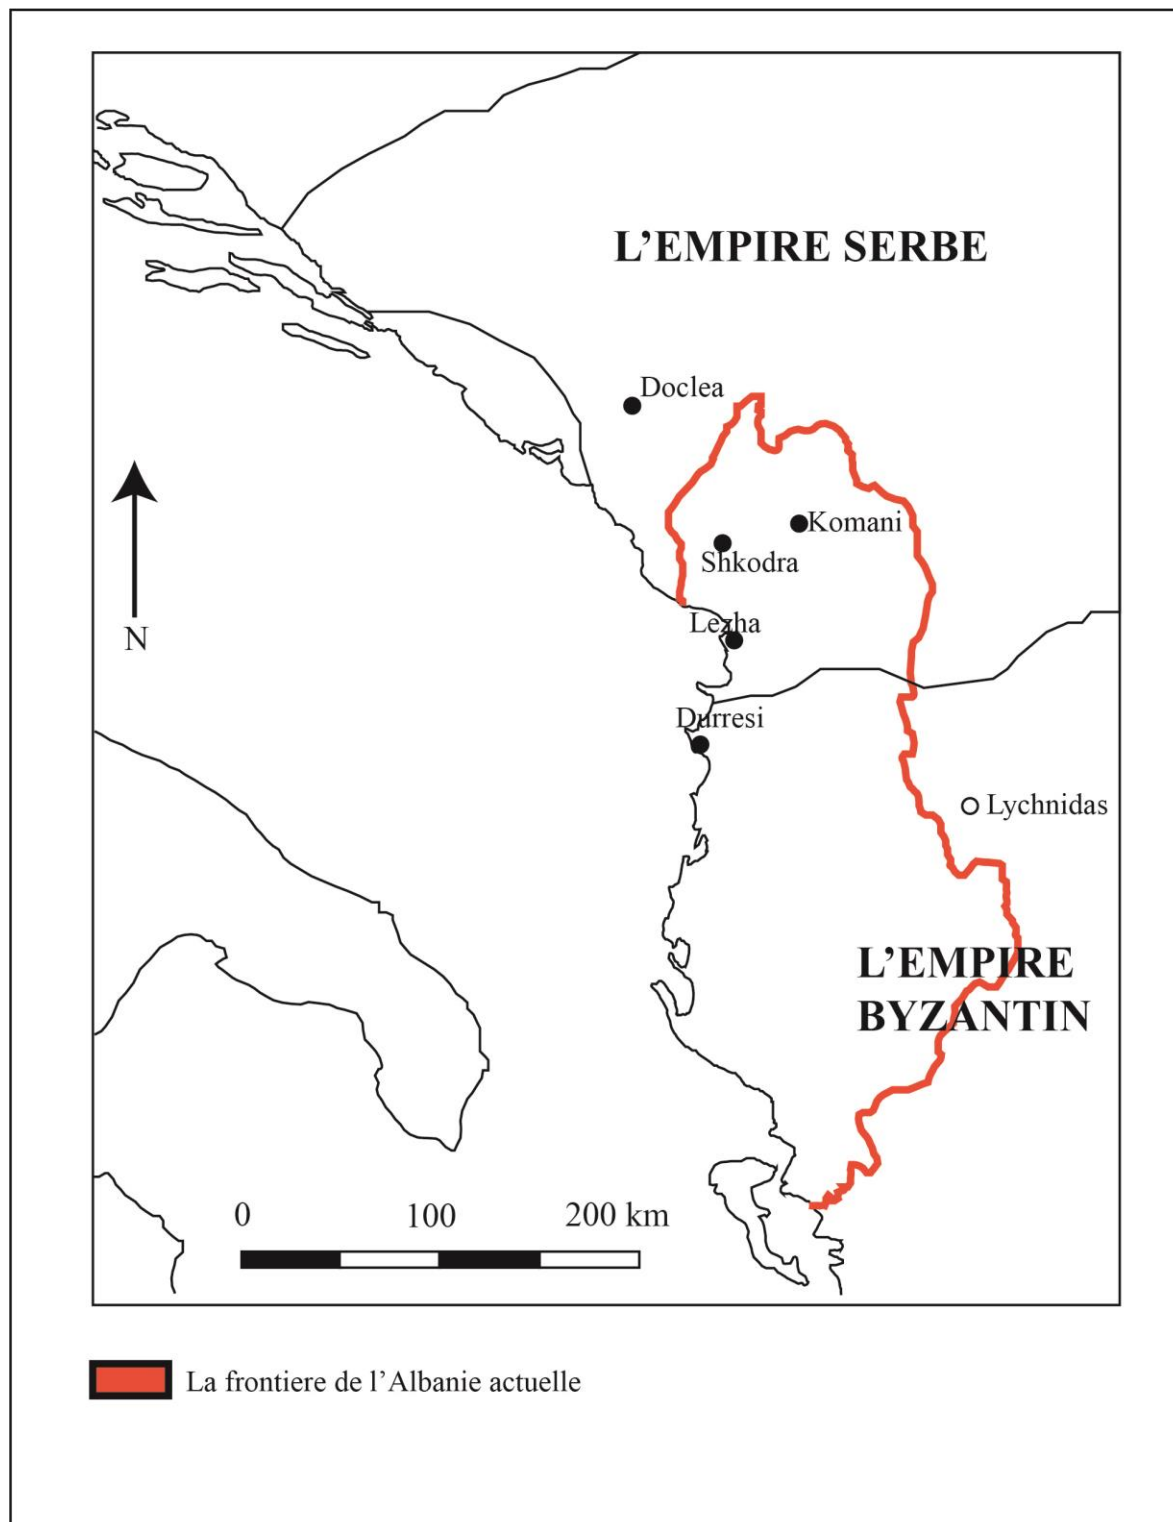 L’EMPIRE SERBE
Doclea
Komani
Shkodra
N
Lezha
Durresi
Lychnidas
L’EMPIRE
BYZANTIN
0 100 200 km
La frontiere de l’Albanie actuelle